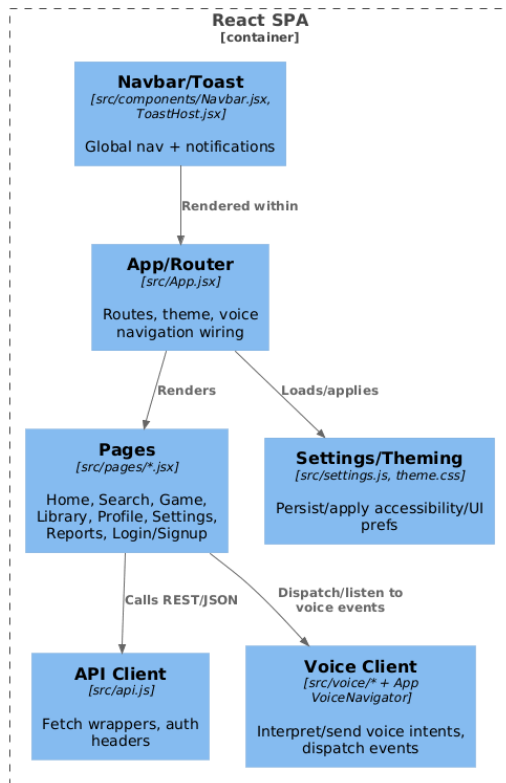 React SPA
[container]
Navbar/Toast
[src/components/Navbar.jsx,
ToastHost.jsx]
Global nav + notifications
Rendered within
App/Router
[src/App.jsx]
Routes, theme, voice
navigation wiring
Renders
Loads/applies
Pages
[src/pages/*.jsx]
Home, Search, Game,
Library, Profile, Settings,
Reports, Login/Signup
Settings/Theming
[src/settings.js, theme.css]
Persist/apply accessibility/UI
prefs
Calls REST/JSON
Dispatch/listen to
voice events
API Client
[src/api.js]
Fetch wrappers, auth
headers
Voice Client
[src/voice/* + App
VoiceNavigator]
Interpret/send voice intents,
dispatch events